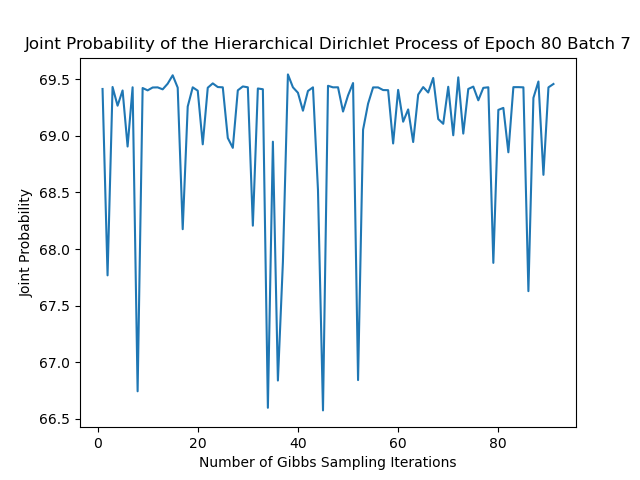 Joint Probability of the Hierarchical Dirichlet Process of Epoch 80 Batch 7
69.5
69.0
68.5
68.0
67.5
67.0
66.5
Joint Probability
0 20 40 60 80
Number of Gibbs Sampling Iterations